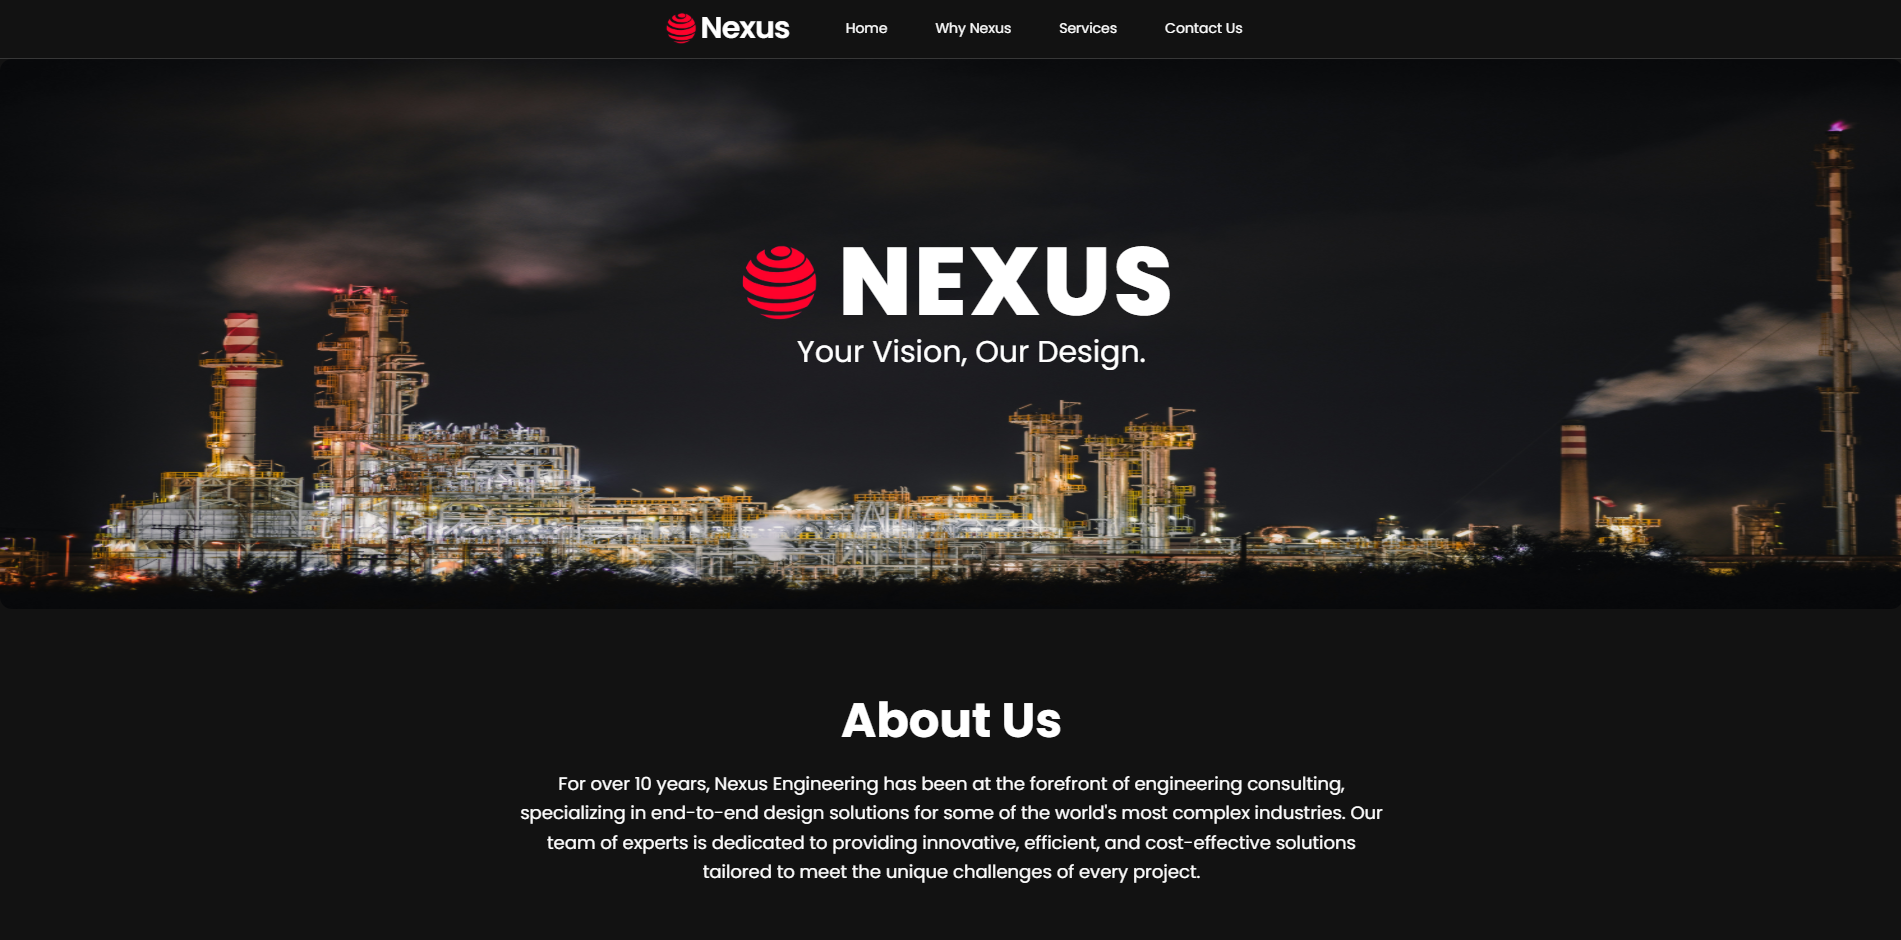 Nexus
Home Why Nexus Services Contact Us
NEXUS
Your Vision, Our Design.
About Us
For over 10 years, Nexus Engineering has been at the forefront of engineering consulting,
specializing in end-to-end design solutions for some of the world's most complex industries. Our
team of experts is dedicated to providing innovative, efficient, and cost-effective solutions
tailored to meet the unique challenges of every project.